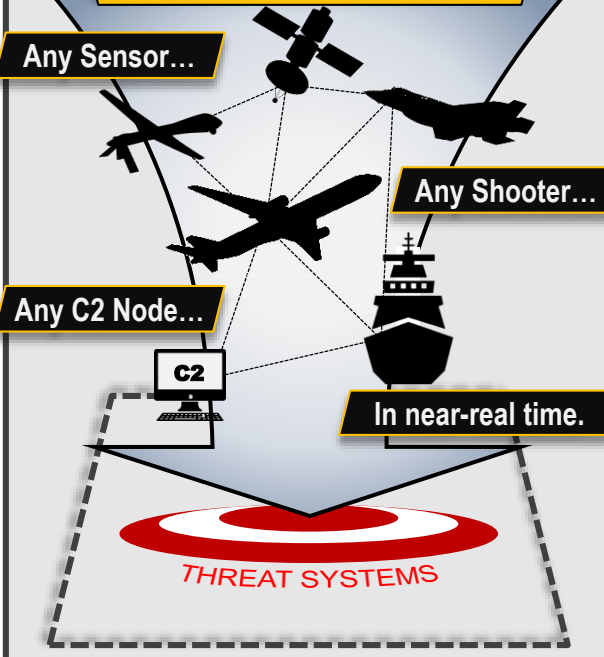 Any Sensor…
Any Shooter…
Any C2 Node…
C2
In near-real time.
THREAT SYSTEMS